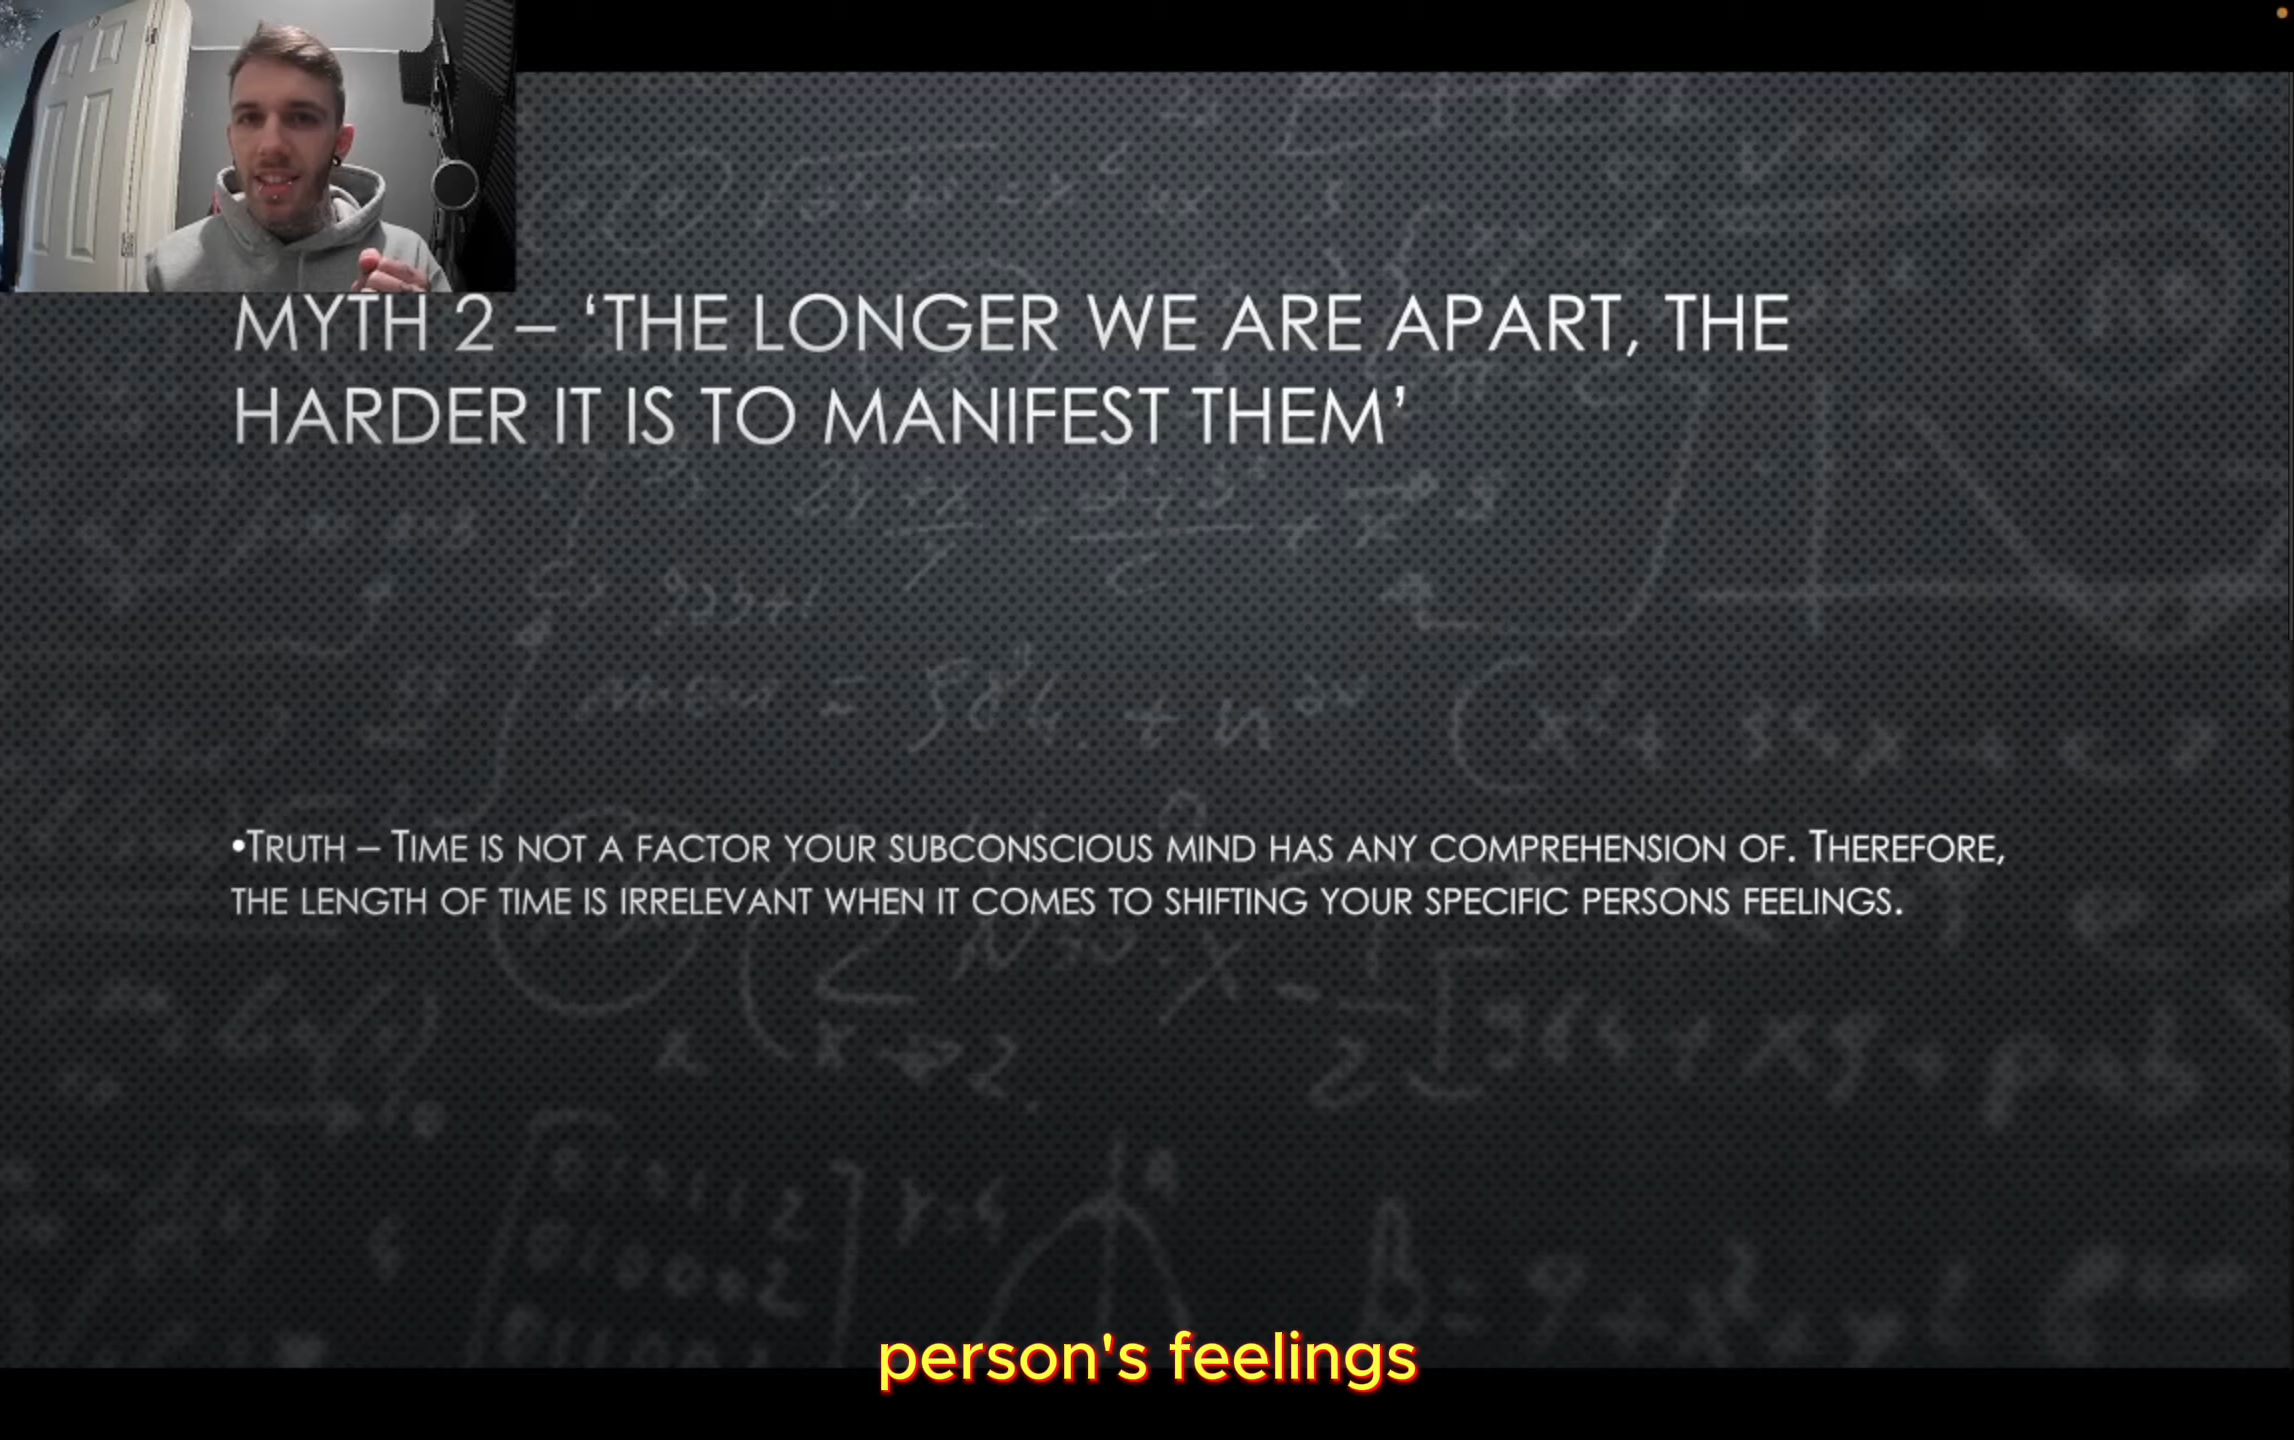 MYTH 2 – ‘THE LONGER WE ARE APART, THE
HARDER IT IS TO MANIFEST THEM’
•TRUTH – TIME IS NOT A FACTOR YOUR SUBCONSCIOUS MIND HAS ANY COMPREHENSION OF. THEREFORE,
THE LENGTH OF TIME IS IRRELEVANT WHEN IT COMES TO SHIFTING YOUR SPECIFIC PERSONS FEELINGS.
person's feelings